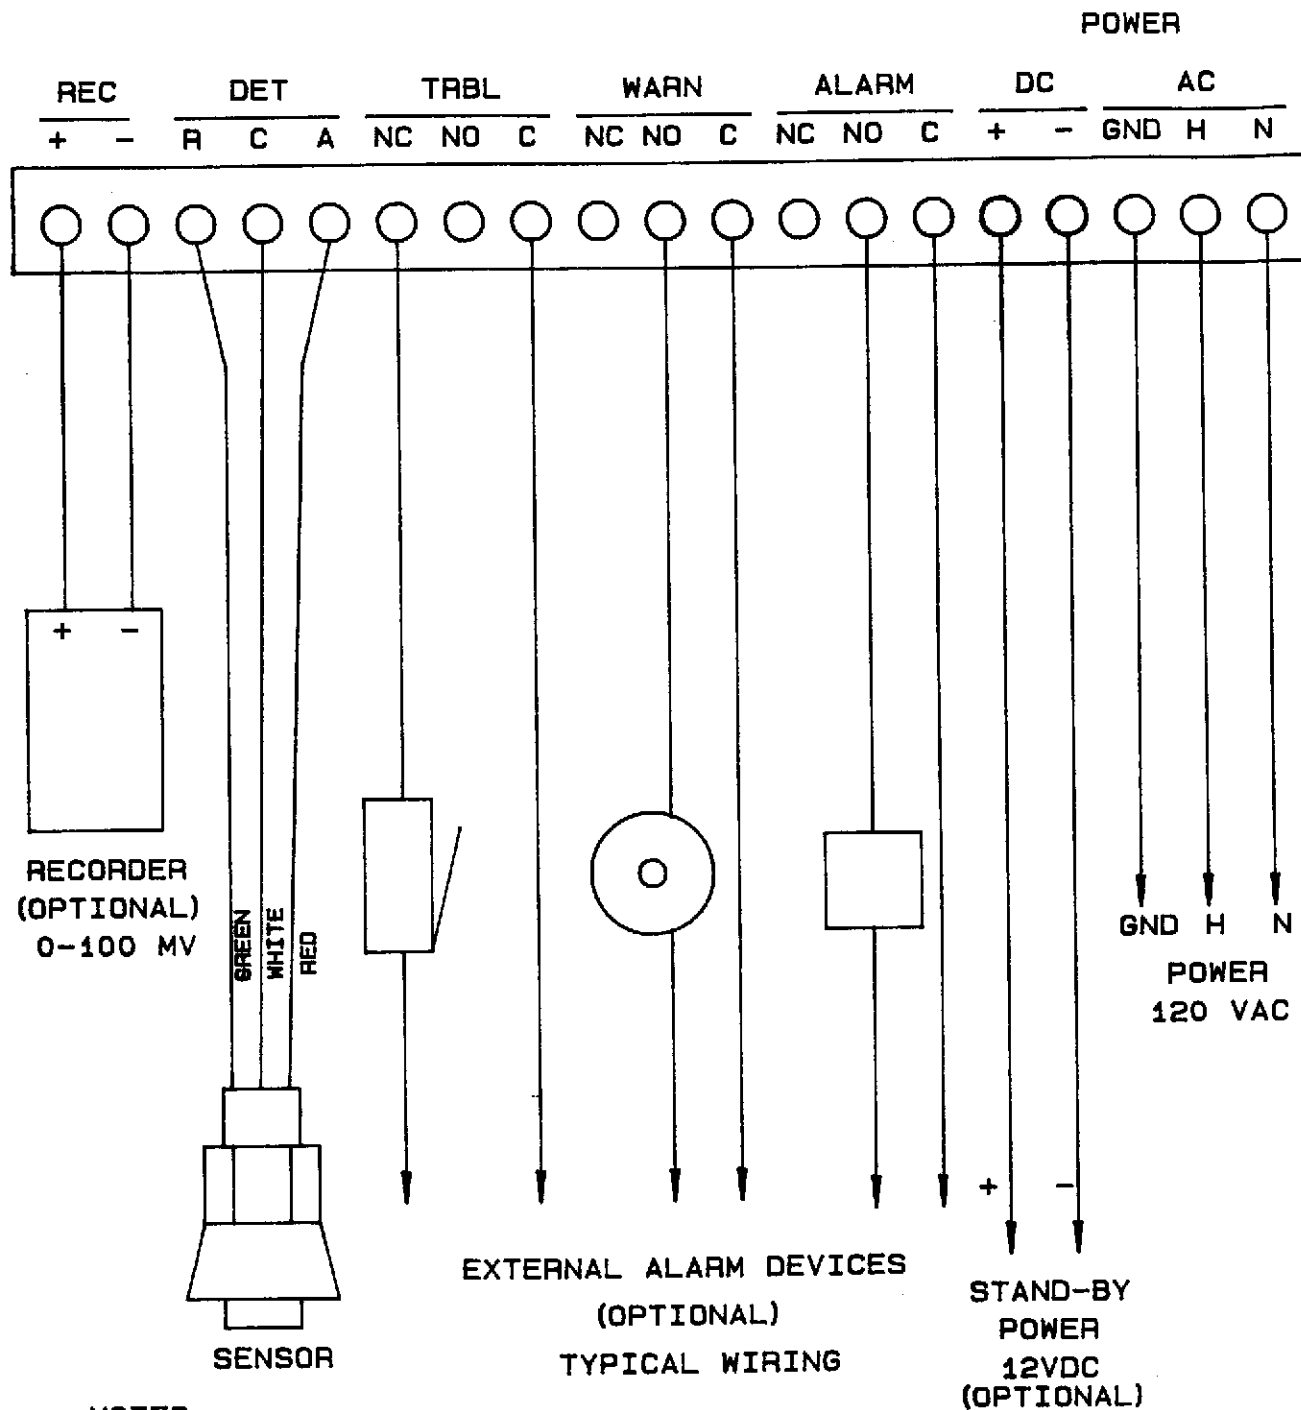 POWER
REC DET TRBL WARN ALARM DC AC
+ - R C A NC NO C NC NO C NC NO C + - GND H N
+ -
RECORDER
(OPTIONAL)
0-100 MV
GREEN
WHITE
RED
GND H N
POWER
120 VAC
+ -
SENSOR
EXTERNAL ALARM DEVICES
(OPTIONAL)
TYPICAL WIRING
STAND-BY
POWER
12VDC
(OPTIONAL)